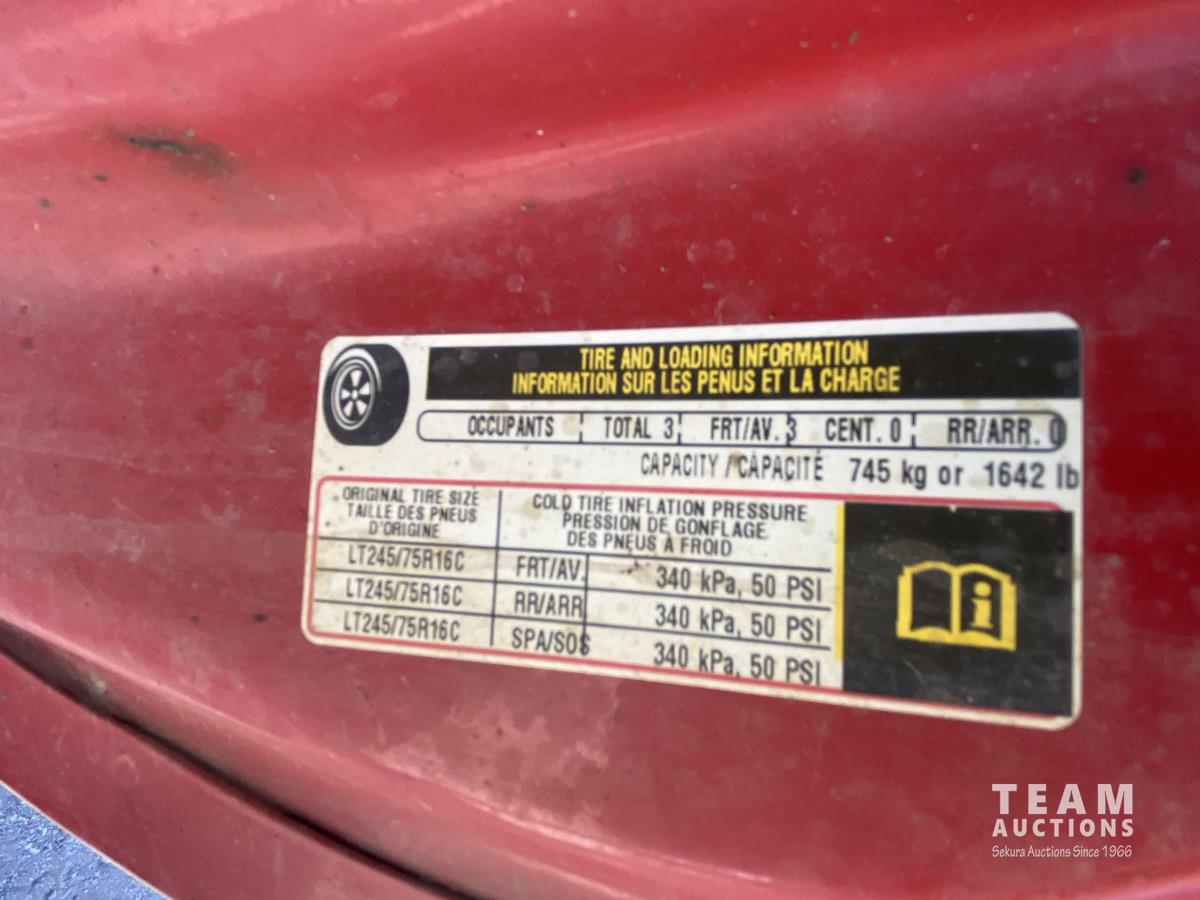 TIRE AND LOADING INFORMATION
INFORMATION SUR LES PENUS ET LA CHARGE
OCCUPANTS TOTAL 3 FRT/AV. 3 CENT. 0 RR/ARR. 0
CAPACITY / CAPACITÉ 745 kg or 1642 lb
ORIGINAL TIRE SIZE
TAILLE DES PNEUS
D'ORIGINE
COLD TIRE INFLATION PRESSURE
PRESSION DE GONFLAGE
DES PNEUS À FROID
LT245/75R16C FRT/AV. 340 kPa, 50 PSI
LT245/75R16C RR/ARR 340 kPa, 50 PSI
LT245/75R16C SPA/SOS 340 kPa, 50 PSI
TEAM
AUCTIONS
Sekura Auctions Since 1966